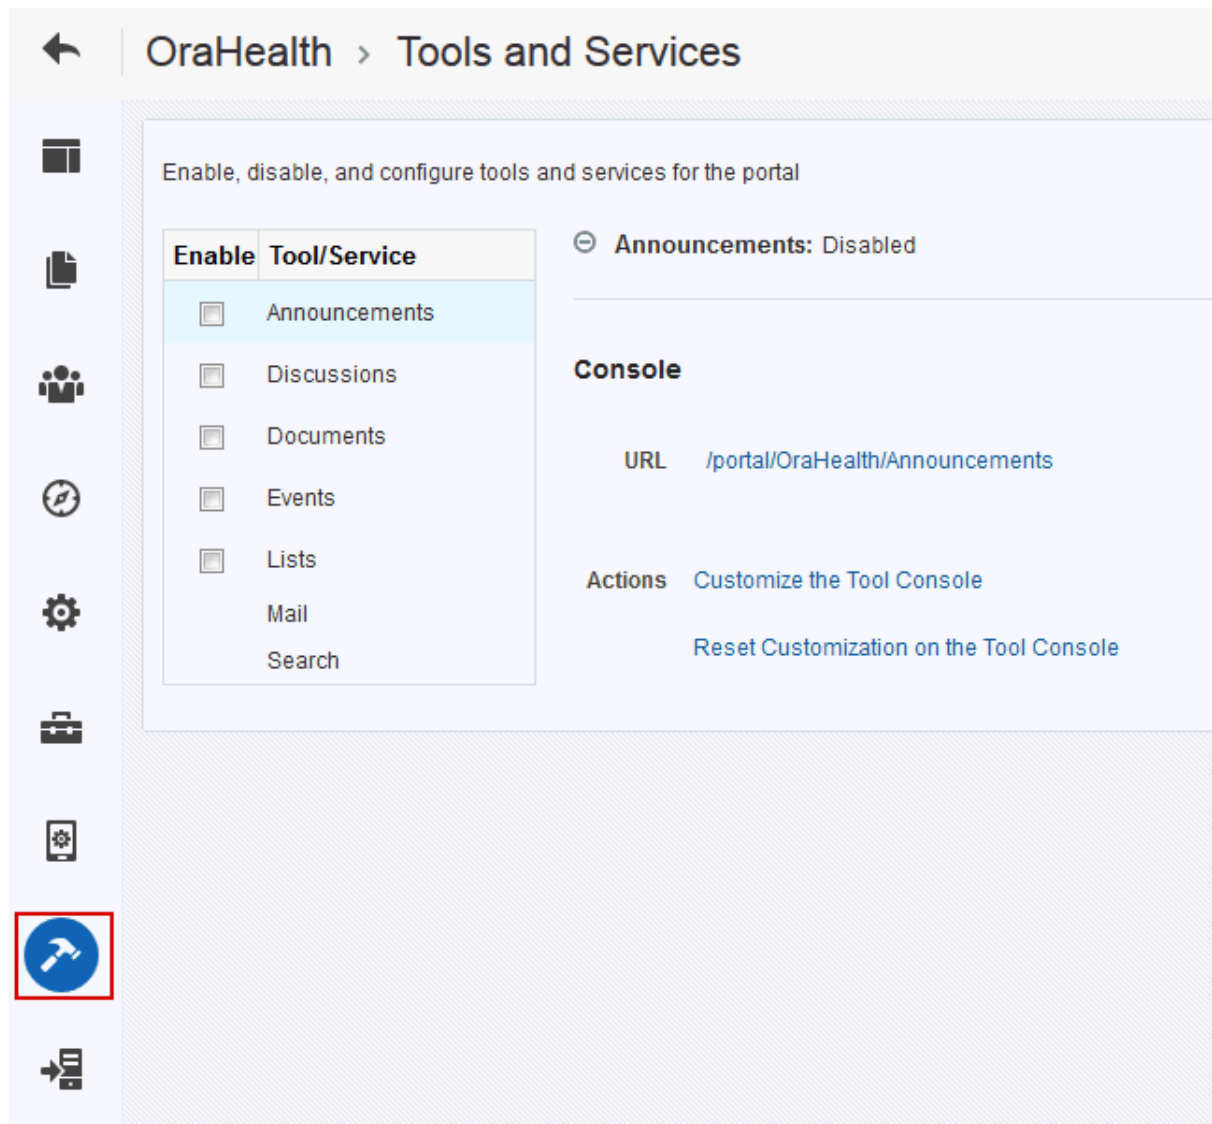 OraHealth > Tools and Services
Enable, disable, and configure tools and services for the portal
Enable Tool/Service
Announcements
Discussions
Documents
Events
Lists
Mail
Search
Announcements: Disabled
Console
URL /portal/OraHealth/Announcements
Actions Customize the Tool Console
Reset Customization on the Tool Console